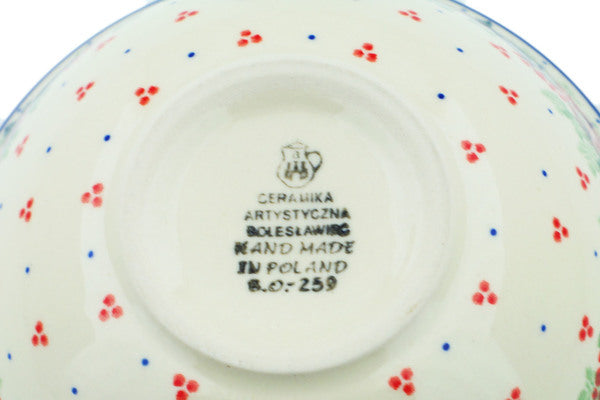 CERAMIKA
ARTYSTYCZNA
BOLESŁAWIEC
HAND MADE
IN POLAND
B.O.-259